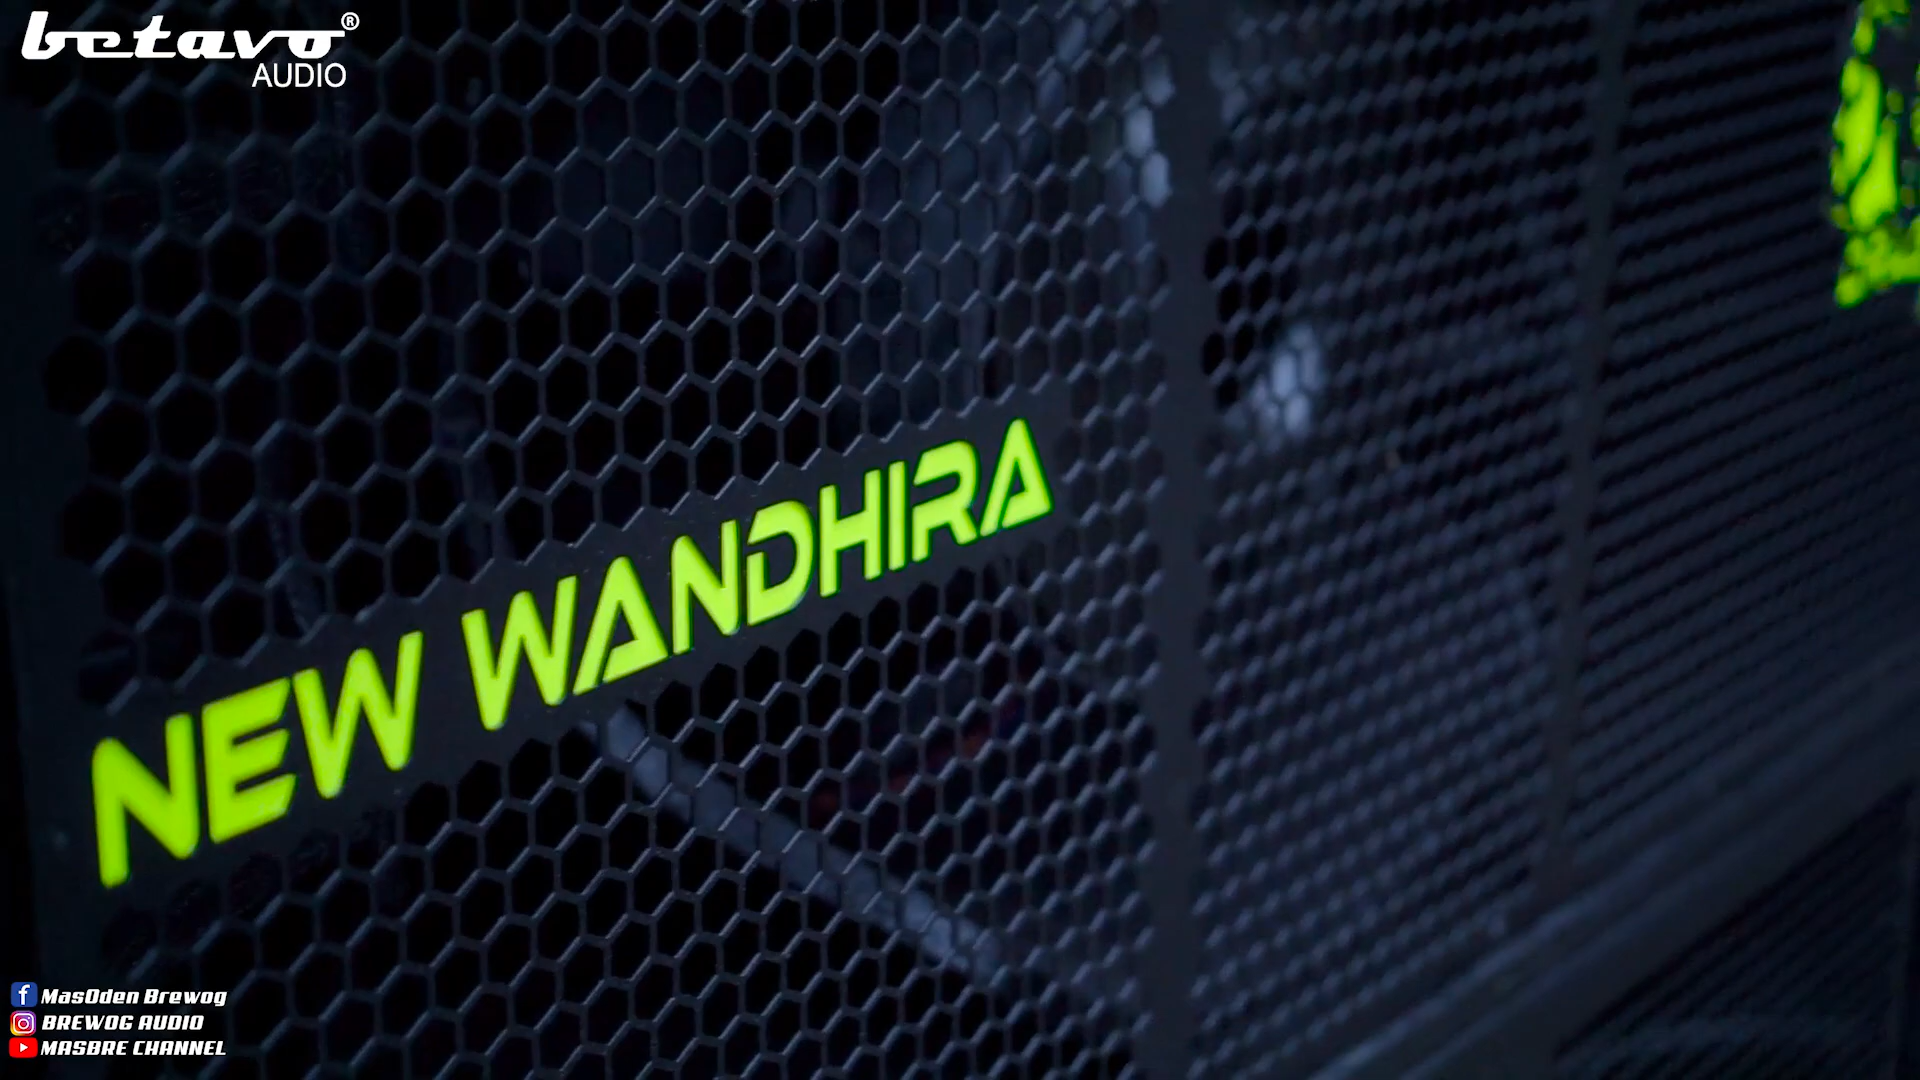 betavo®
AUDIO
NEW WANDHIRA
MasOden Brewog
BREWOG AUDIO
MASBRE CHANNEL